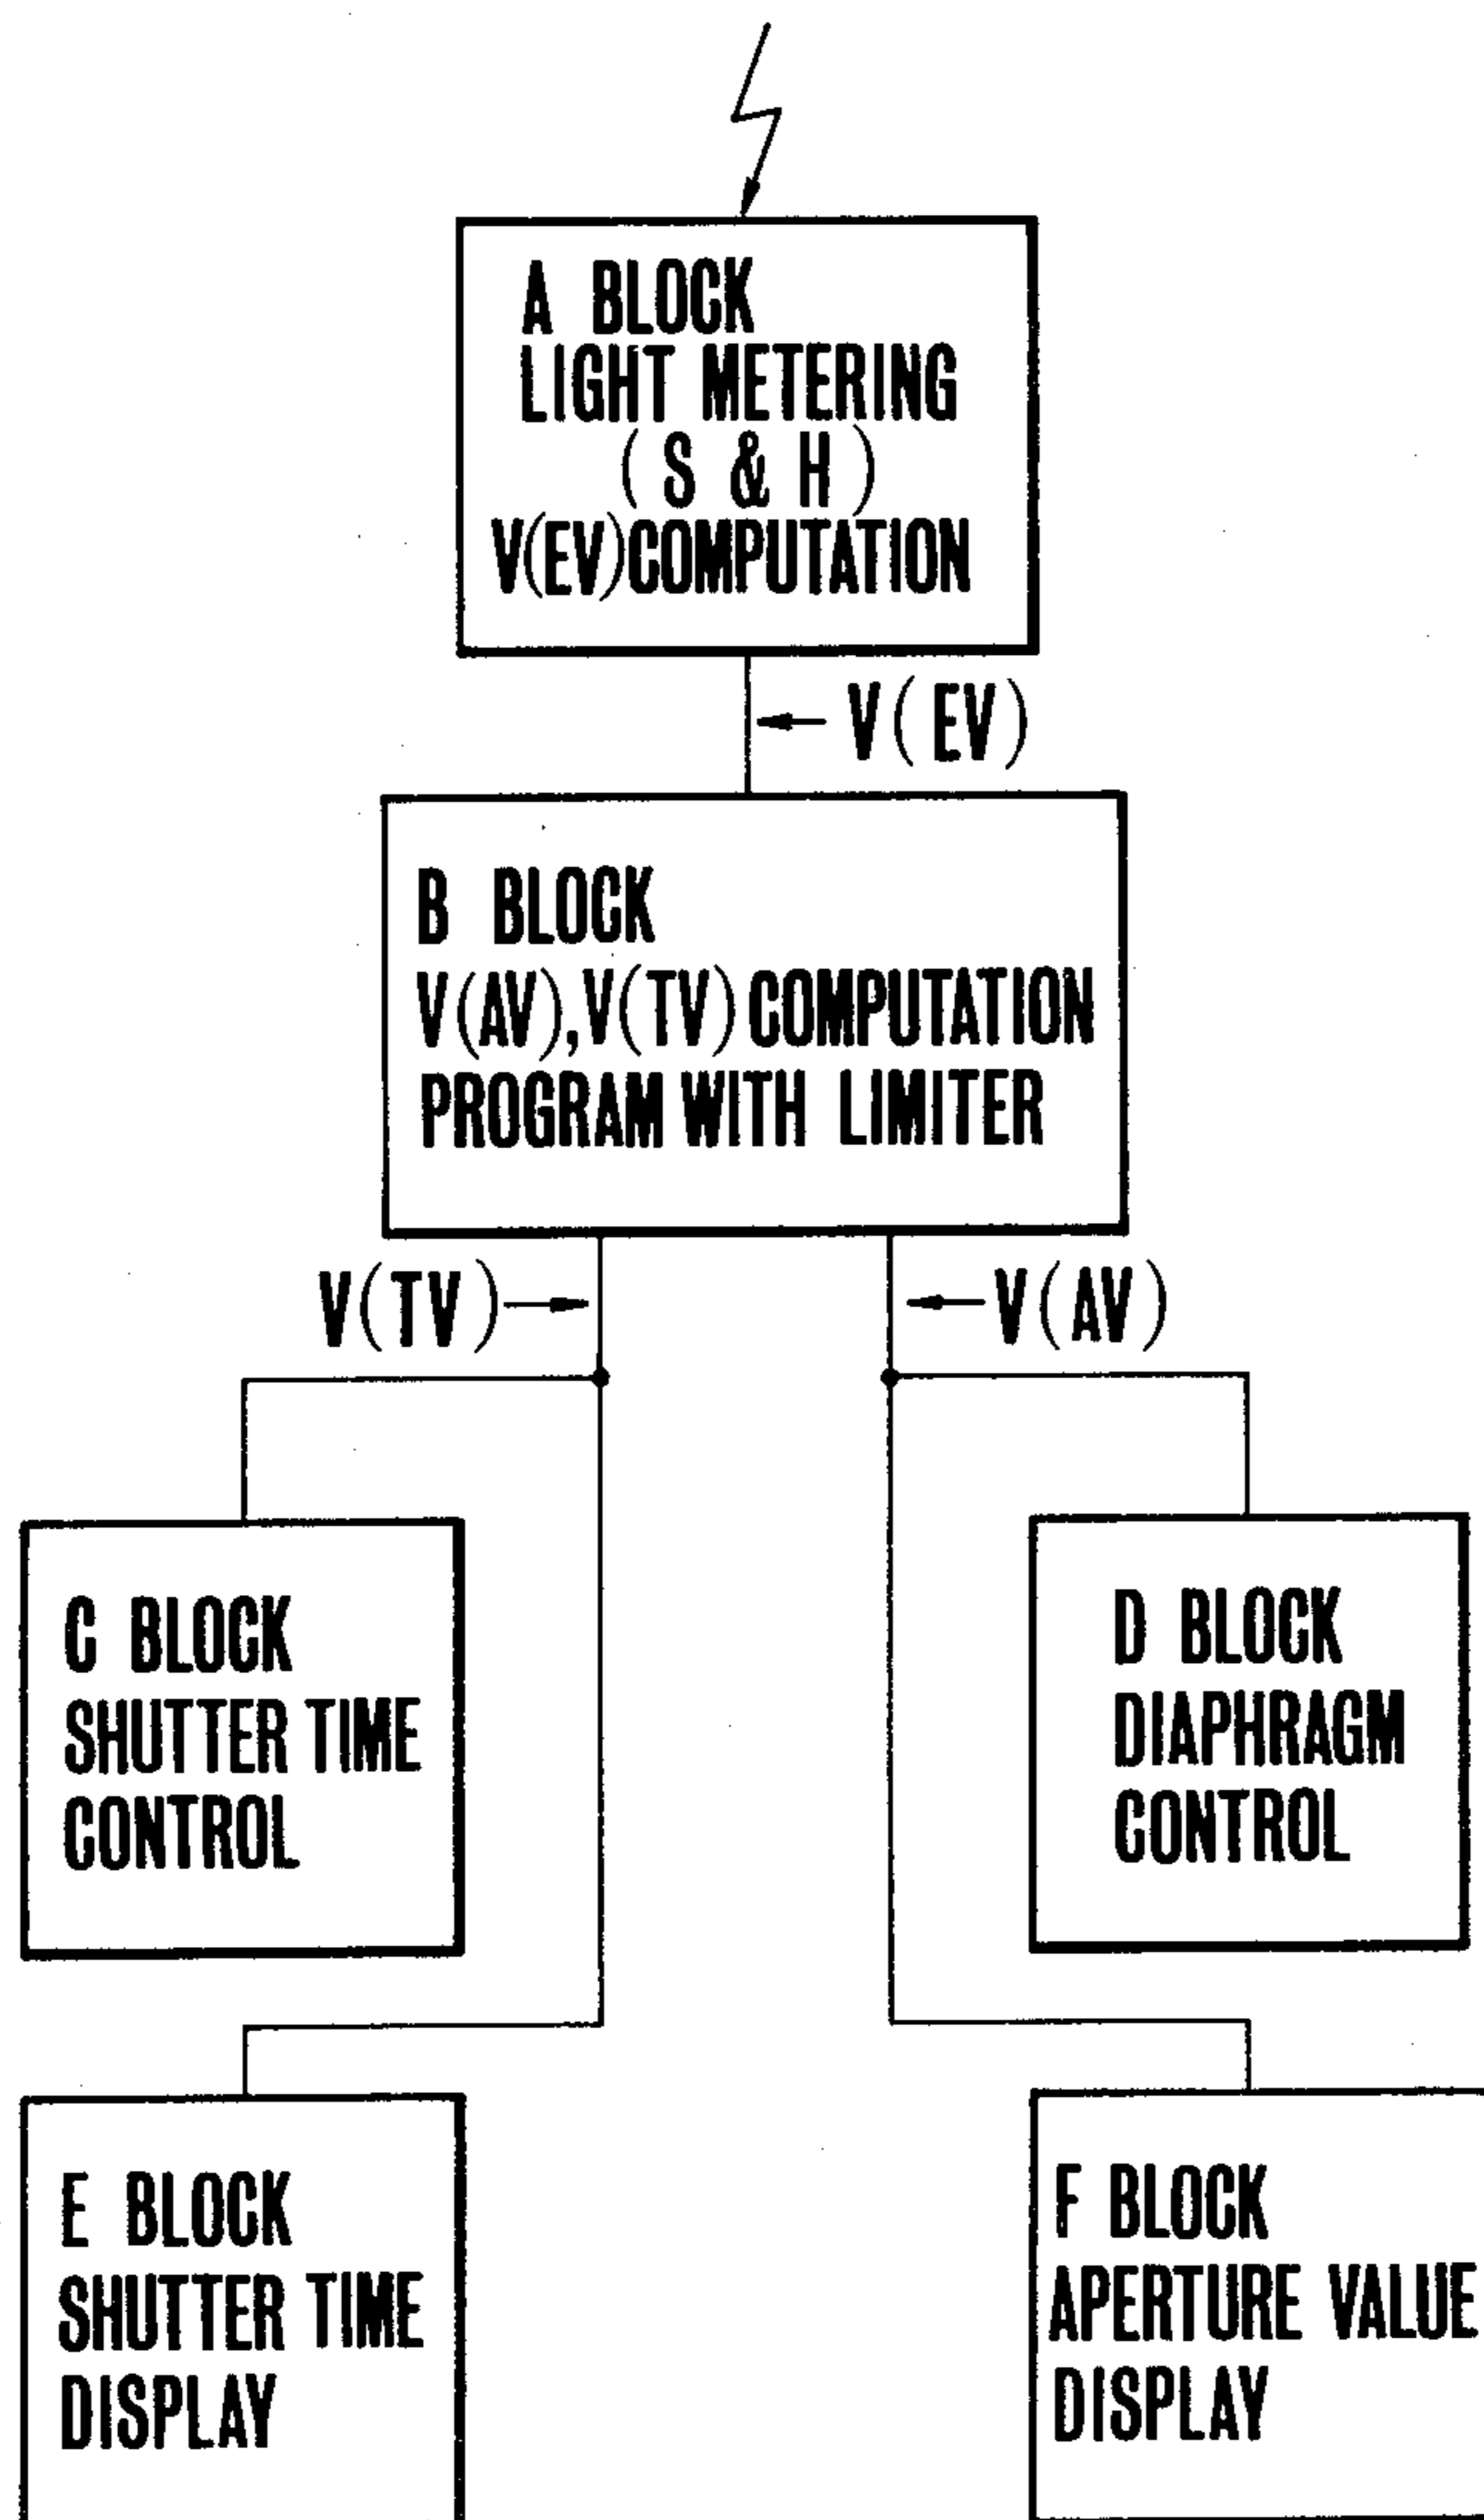 A BLOCK
LIGHT METERING
( S & H )
V(EV)COMPUTATION
V(EV)
B BLOCK
V(AV),V(TV) COMPUTATION
PROGRAM WITH LIMITER
V(TV)
V(AV)
C BLOCK
SHUTTER TIME
CONTROL
D BLOCK
DIAPHRAGM
CONTROL
E BLOCK
SHUTTER TIME
DISPLAY
F BLOCK
APERTURE VALUE
DISPLAY